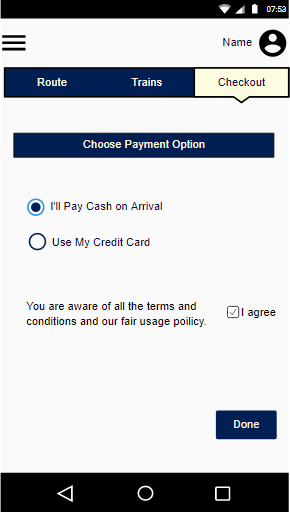 07:53
Name
Route Trains Checkout
Choose Payment Option
I'll Pay Cash on Arrival
Use My Credit Card
You are aware of all the terms and
conditions and our fair usage poilicy.
I agree
Done